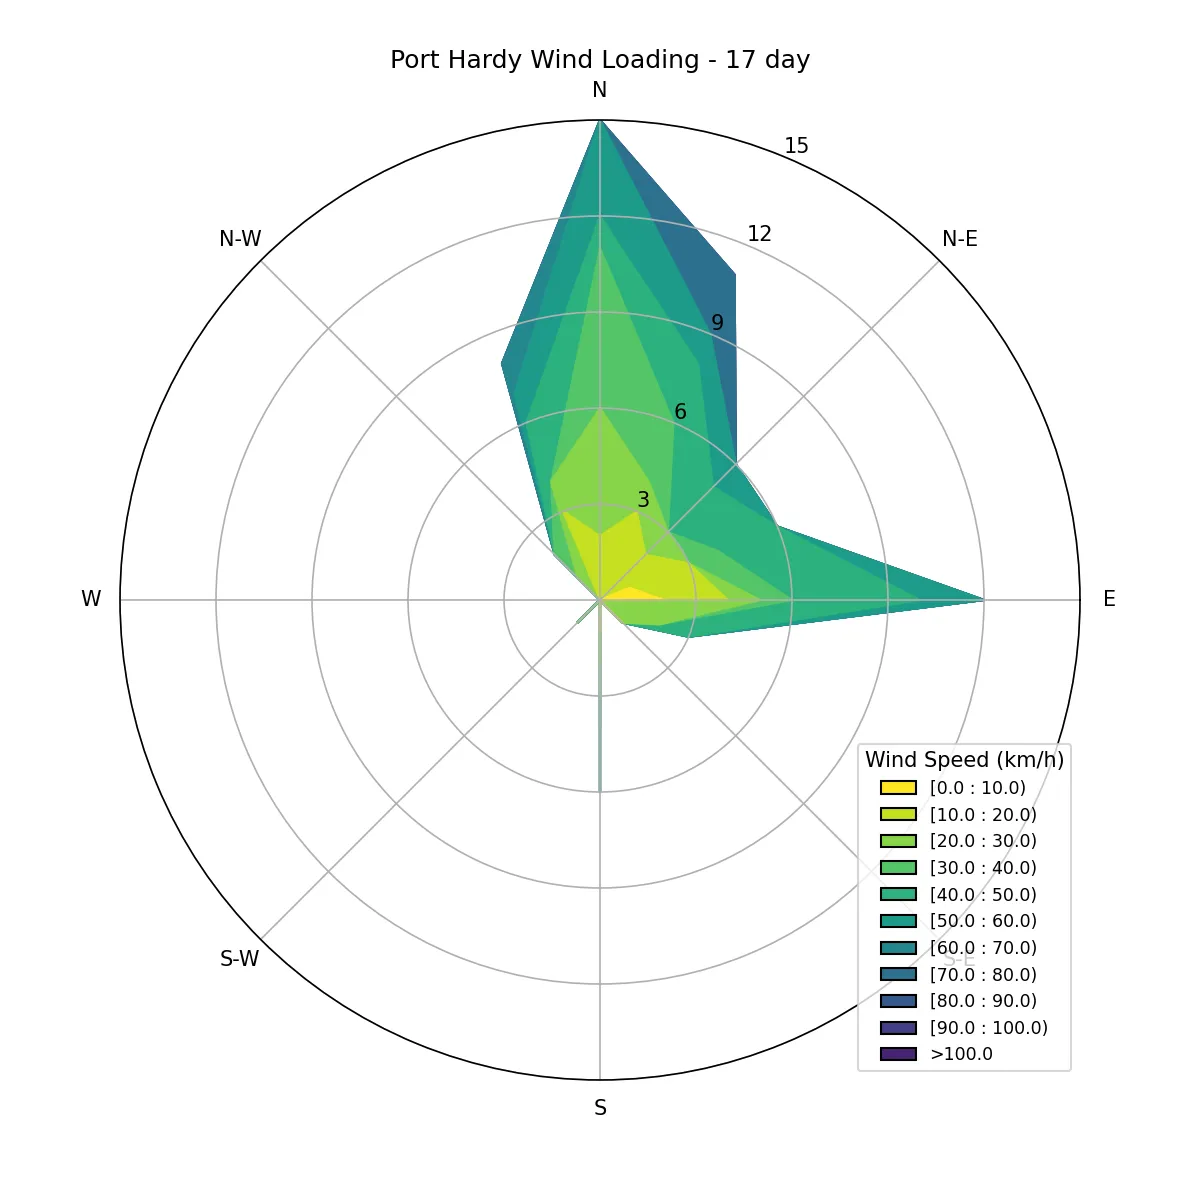 Port Hardy Wind Loading - 17 day
N
15
12
N-W
N-E
9
6
3
W
E
Wind Speed (km/h)
[0.0 : 10.0)
[10.0 : 20.0)
[20.0 : 30.0)
[30.0 : 40.0)
[40.0 : 50.0)
[50.0 : 60.0)
[60.0 : 70.0)
[70.0 : 80.0)
[80.0 : 90.0)
[90.0 : 100.0)
>100.0
S-W
S-E
S